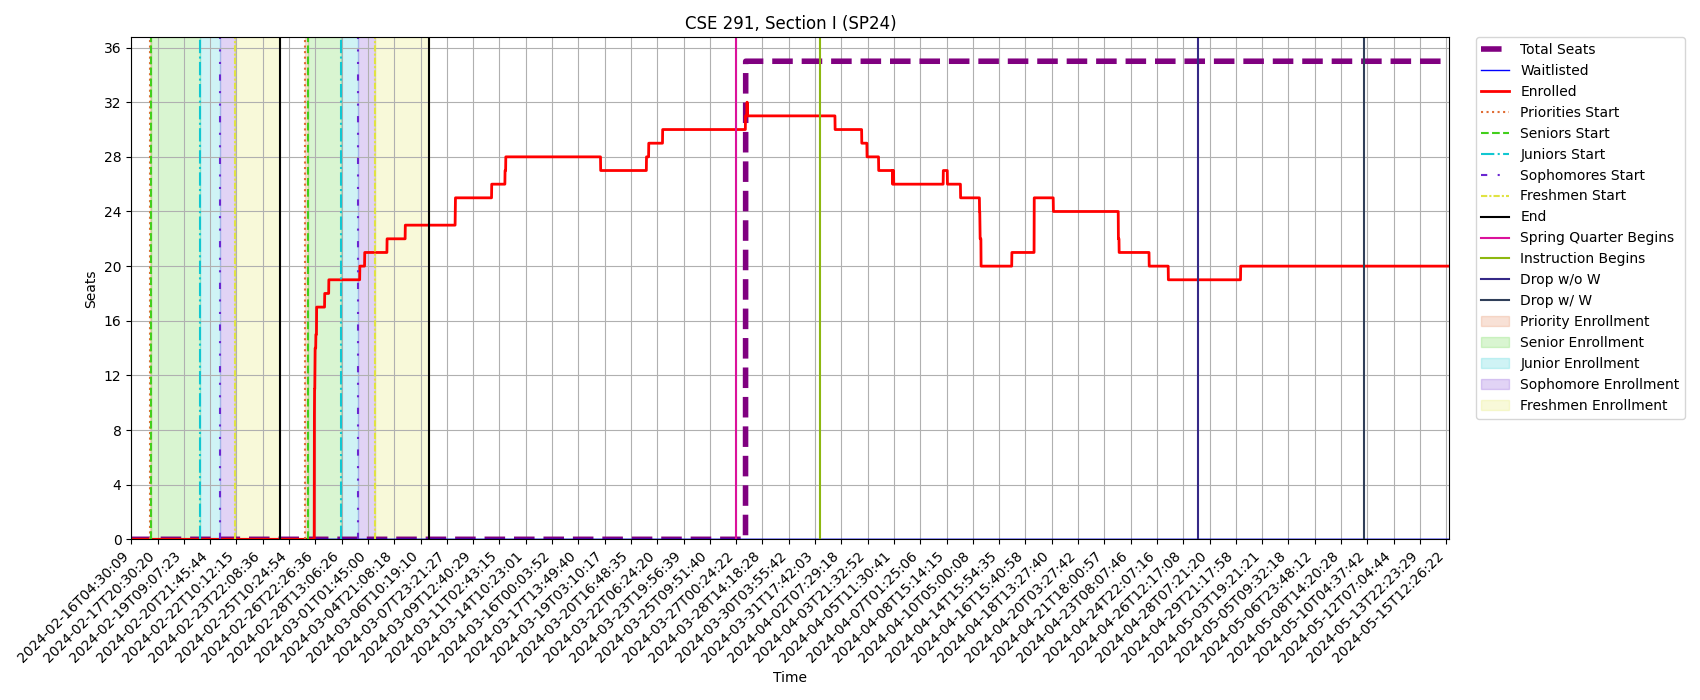 CSE 291, Section I (SP24)
36
32
28
24
20
16
12
8
4
0
Seats
2024-02-16T04:30:09
2024-02-17T20:30:20
2024-02-19T09:07:23
2024-02-20T21:45:44
2024-02-22T10:12:15
2024-02-23T22:08:36
2024-02-25T10:24:54
2024-02-26T22:26:36
2024-02-28T13:06:26
2024-03-01T01:45:00
2024-03-04T21:08:18
2024-03-06T10:19:10
2024-03-07T23:21:27
2024-03-09T12:40:29
2024-03-11T02:43:15
2024-03-14T10:23:01
2024-03-16T00:03:52
2024-03-17T13:49:40
2024-03-19T03:10:17
2024-03-20T16:48:35
2024-03-22T06:24:20
2024-03-23T19:56:39
2024-03-25T09:51:40
2024-03-27T00:24:22
2024-03-28T14:18:28
2024-03-30T03:55:42
2024-03-31T17:42:03
2024-04-02T07:29:18
2024-04-03T21:32:52
2024-04-05T11:30:41
2024-04-07T01:25:06
2024-04-08T15:14:15
2024-04-10T05:00:08
2024-04-14T15:54:35
2024-04-16T15:40:58
2024-04-18T13:27:40
2024-04-20T03:27:42
2024-04-21T18:00:57
2024-04-23T08:07:46
2024-04-24T22:07:16
2024-04-26T12:17:08
2024-04-28T07:21:20
2024-04-29T21:17:58
2024-05-03T19:21:21
2024-05-05T09:32:18
2024-05-06T23:48:12
2024-05-08T14:20:28
2024-05-10T04:37:42
2024-05-12T07:04:44
2024-05-13T22:23:29
2024-05-15T12:26:22
Time
Total Seats
Waitlisted
Enrolled
Priorities Start
Seniors Start
Juniors Start
Sophomores Start
Freshmen Start
End
Spring Quarter Begins
Instruction Begins
Drop w/o W
Drop w/ W
Priority Enrollment
Senior Enrollment
Junior Enrollment
Sophomore Enrollment
Freshmen Enrollment